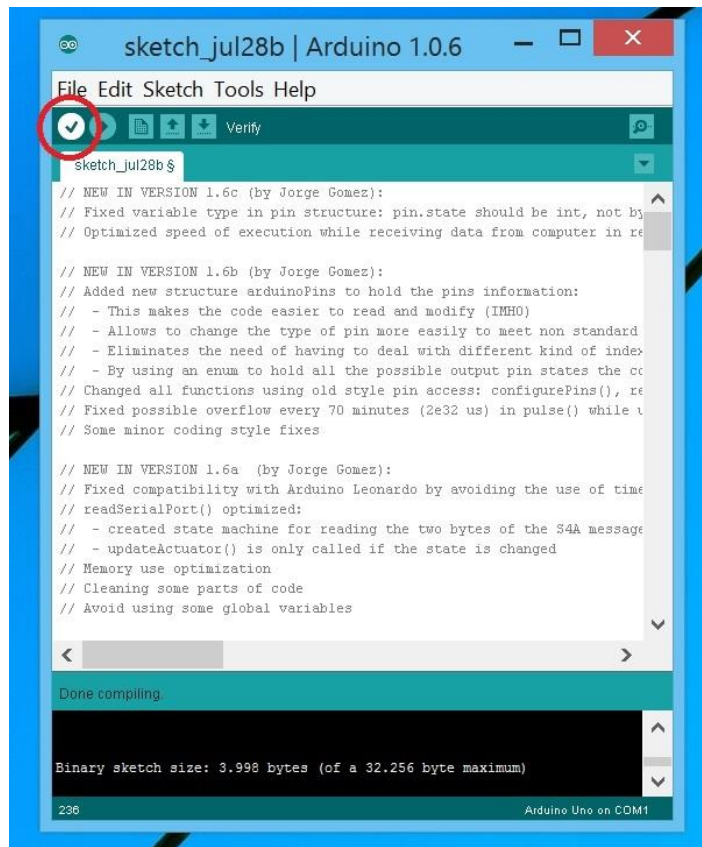 sketch_jul28b | Arduino 1.0.6
File Edit Sketch Tools Help
Verify
sketch_jul28b §
// NEW IN VERSION 1.6c (by Jorge Gomez):
// Fixed variable type in pin structure: pin.state should be int, not by
// Optimized speed of execution while receiving data from computer in re
// NEW IN VERSION 1.6b (by Jorge Gomez):
// Added new structure arduinoPins to hold the pins information:
//  - This makes the code easier to read and modify (IMHO)
//  - Allows to change the type of pin more easily to meet non standard
//  - Eliminates the need of having to deal with different kind of index
//  - By using an enum to hold all the possible output pin states the co
// Changed all functions using old style pin access: configurePins(), re
// Fixed possible overflow every 70 minutes (2e32 us) in pulse() while u
// Some minor coding style fixes
// NEW IN VERSION 1.6a  (by Jorge Gomez):
// Fixed compatibility with Arduino Leonardo by avoiding the use of time
// readSerialPort() optimized:
//  - created state machine for reading the two bytes of the S4A message
//  - updateActuator() is only called if the state is changed
// Memory use optimization
// Cleaning some parts of code
// Avoid using some global variables
Done compiling.
Binary sketch size: 3.998 bytes (of a 32.256 byte maximum)
236 Arduino Uno on COM1